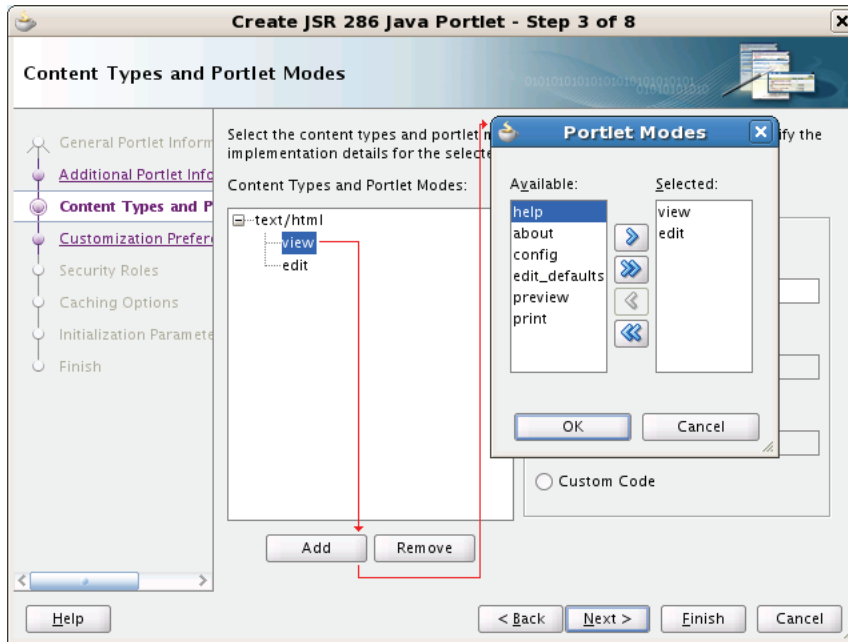 Create JSR 286 Java Portlet - Step 3 of 8
Content Types and Portlet Modes
General Portlet Inform
Additional Portlet Info
Content Types and P
Customization Prefer
Security Roles
Caching Options
Initialization Paramete
Finish
Select the content types and portlet m
ify the
implementation details for the selecte
Content Types and Portlet Modes:
text/html
view
edit
Add
Remove
Portlet Modes
Available:
Selected:
help
about
config
edit_defaults
preview
print
view
edit
OK
Cancel
Custom Code
Help
< Back
Next >
Finish
Cancel